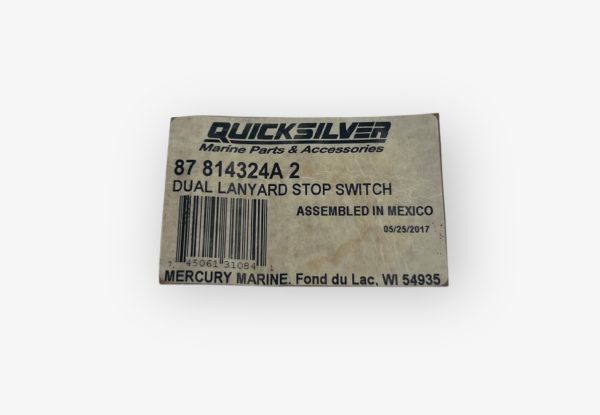 QUICKSILVER
Marine Parts & Accessories
87 814324A 2
DUAL LANYARD STOP SWITCH
ASSEMBLED IN MEXICO
05/25/2017
7 45061 31084 1
MERCURY MARINE. Fond du Lac, WI 54935